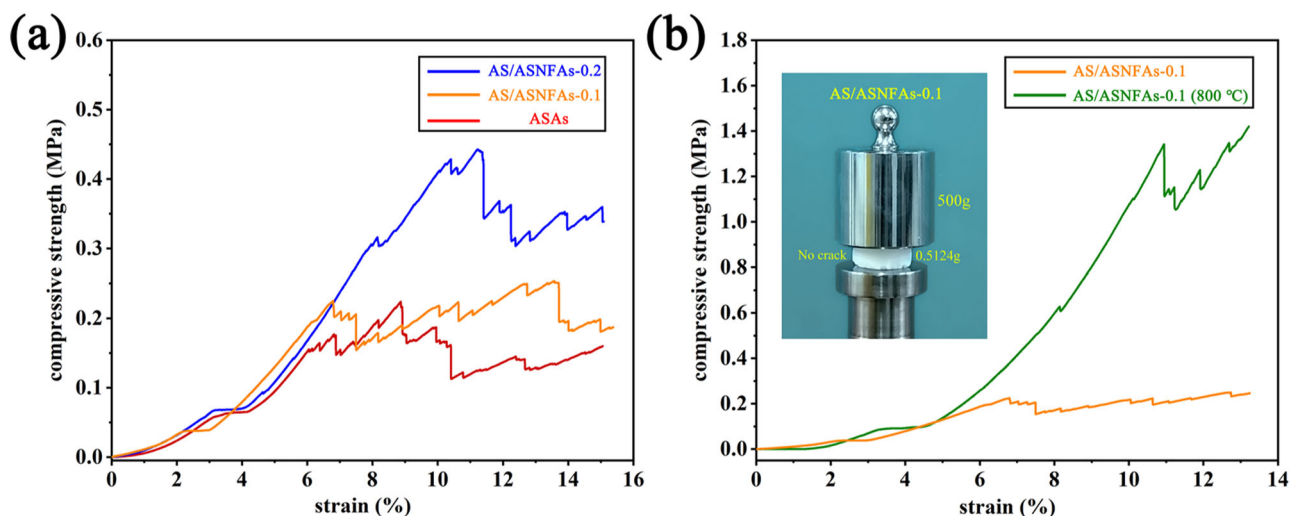 (a)
0.6
0.5
0.4
0.3
0.2
0.1
0.0
compressive strength (MPa)
AS/ASNFAs-0.2
AS/ASNFAs-0.1
ASAs
0 2 4 6 8 10 12 14 16
strain (%)
(b)
1.8
1.6
1.4
1.2
1.0
0.8
0.6
0.4
0.2
0.0
compressive strength (MPa)
AS/ASNFAs-0.1
AS/ASNFAs-0.1 (800 ℃)
AS/ASNFAs-0.1
500g
No crack
0.5124g
0 2 4 6 8 10 12 14
strain (%)